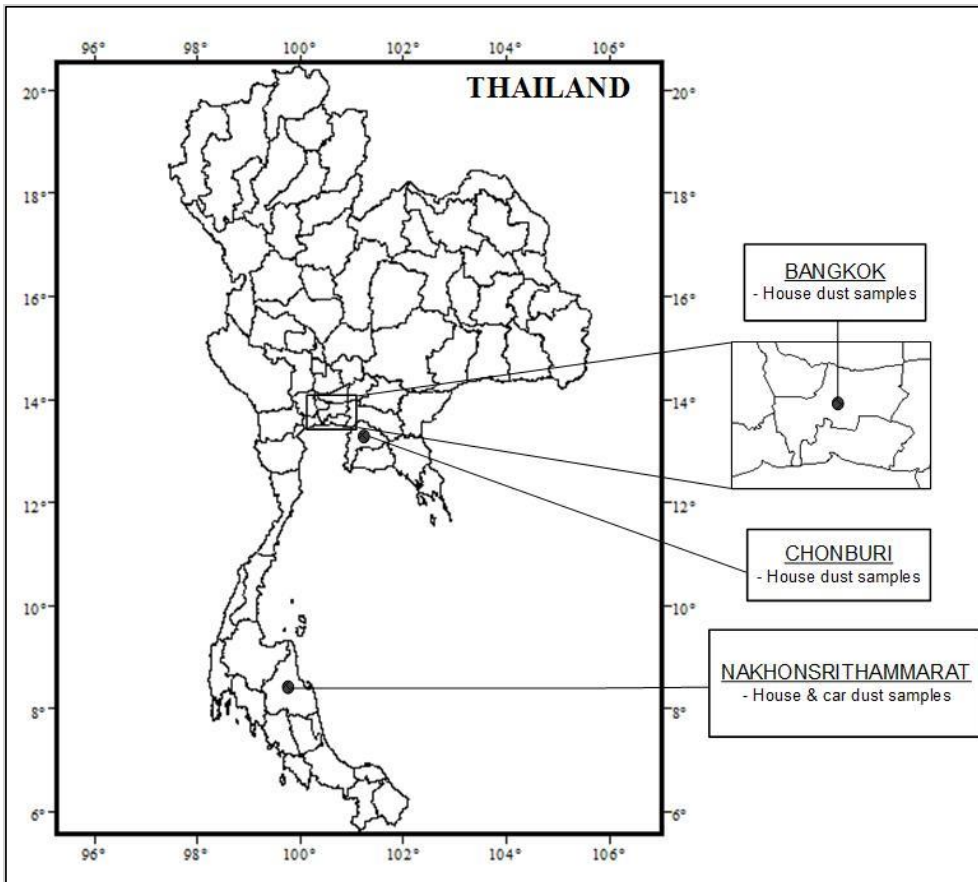 96° 98° 100° 102° 104° 106°
THAILAND
20° 20°
18° 18°
16° 16°
14° 14°
12° 12°
10° 10°
8° 8°
6° 6°
96° 98° 100° 102° 104° 106°
BANGKOK
- House dust samples
CHONBURI
- House dust samples
NAKHONSRITHAMMARAT
- House & car dust samples